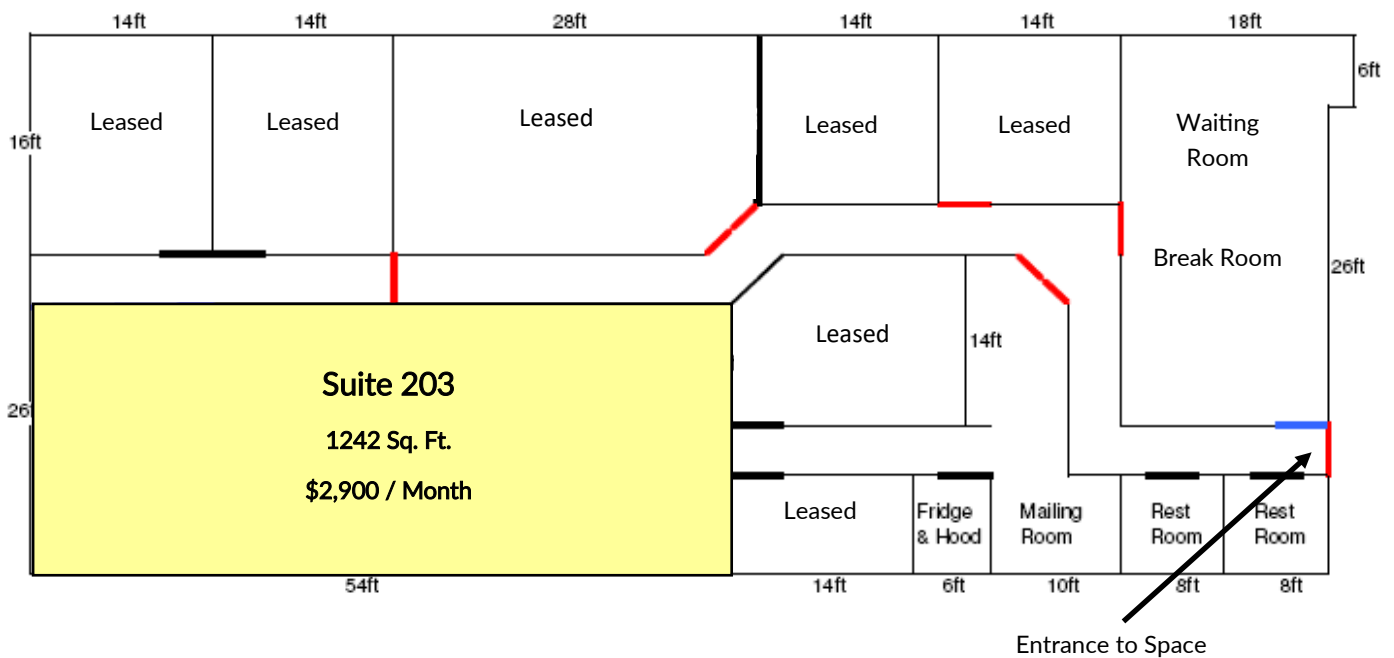 14ft 14ft 28ft 14ft 14ft 18ft
6ft
Leased Leased Leased Leased Leased Waiting
Room
16ft
Break Room
26ft
Leased
14ft
Suite 203
26
1242 Sq. Ft.
$2,900 / Month
Leased Fridge Mailing Rest Rest
& Hood Room Room Room
54ft 14ft 6ft 10ft 8ft 8ft
Entrance to Space